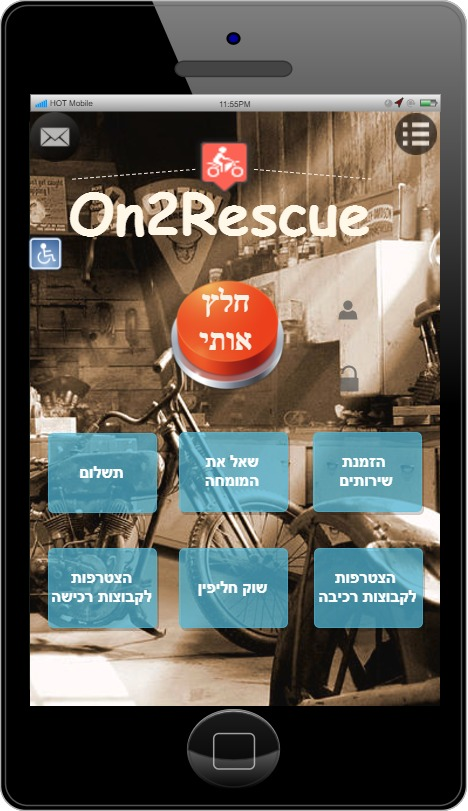 HOT Mobile
11:55PM
On2Rescue
חלץ
אותי
הזמנת
שירותים
שאל את
המומחה
תשלום
הצטרפות
לקבוצות רכיבה
שוק חליפין
הצטרפות
לקבוצות רכישה